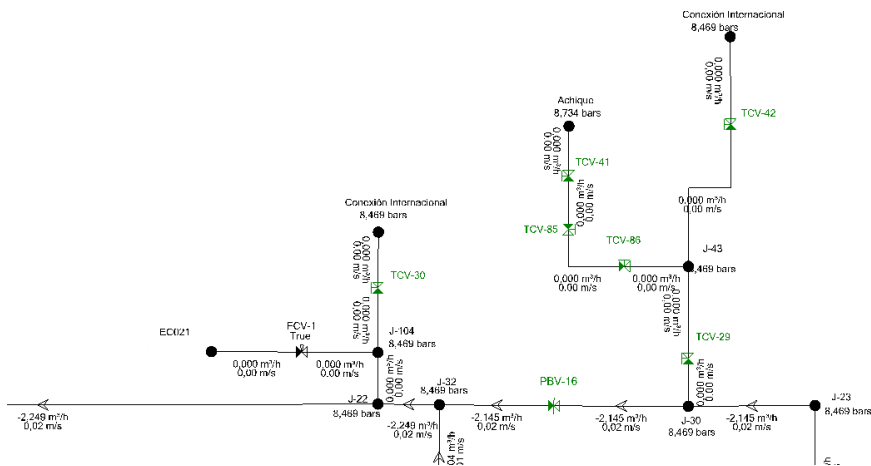 Conexión Internacional
8,469 bars
0,000 m³/h
0,00 m/s
TCV-42
Achique
8,734 bars
0,000 m³/h
0,00 m/s
TCV-41
0,000 m³/h
0,00 m/s
0,000 m³/h
0,00 m/s
Conexión Internacional
8,469 bars
TCV-85
TCV-86
J-43
8,469 bars
0,000 m³/h
0,00 m/s
0,000 m³/h
0,00 m/s
0,000 m³/h
0,00 m/s
TCV-30
0,000 m³/h
0,00 m/s
0,000 m³/h
0,00 m/s
EC021
FCV-1
True
J-104
8,469 bars
TCV-29
0,000 m³/h
0,00 m/s
0,000 m³/h
0,00 m/s
0,000 m³/h
0,00 m/s
J-32
8,469 bars
PBV-16
0,000 m³/h
0,00 m/s
J-23
8,469 bars
J-22
8,469 bars
-2,249 m³/h
0,02 m/s
-2,249 m³/h
0,02 m/s
-2,145 m³/h
0,02 m/s
-2,145 m³/h
0,02 m/s
J-30
8,469 bars
-2,145 m³/h
0,02 m/s